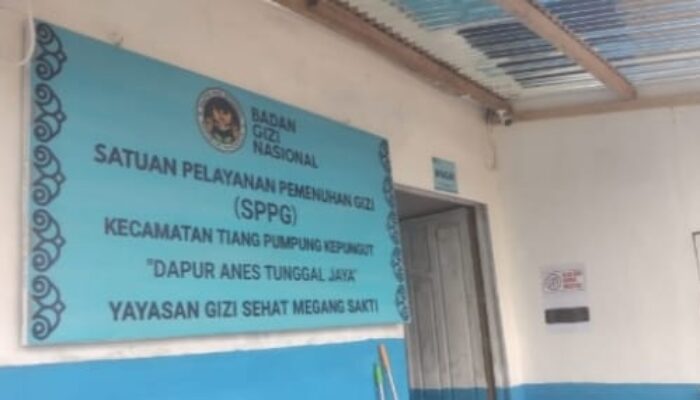 BADAN
GIZI
NASIONAL
SATUAN PELAYANAN PEMENUHAN GIZI
(SPPG)
KECAMATAN TIANG PUMPUNG KEPUNGUT
"DAPUR ANES TUNGGAL JAYA"
YAYASAN GIZI SEHAT MEGANG SAKTI